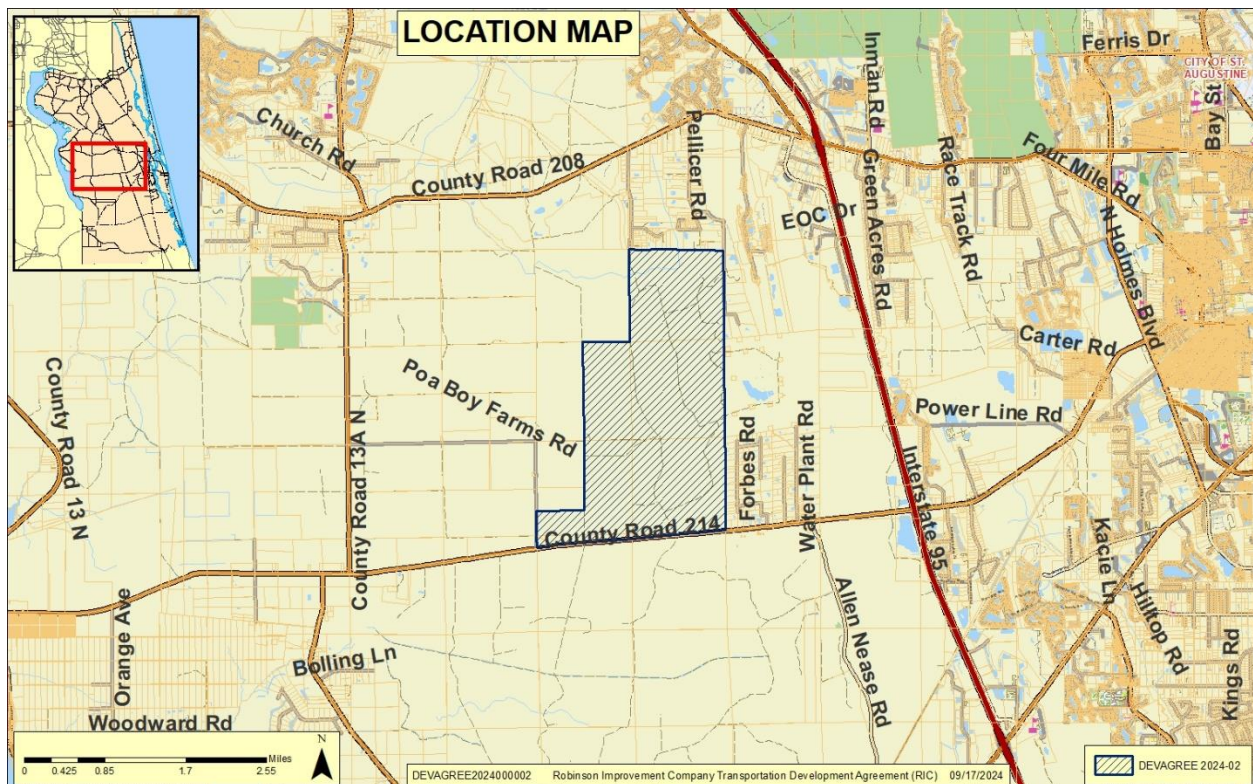 LOCATION MAP
Ferris Dr
CITY OF ST.
AUGUSTINE
Bay St
Inman Rd
Church Rd
Pellicer Rd
County Road 208
Green Acres Rd
Race Track Rd
Four Mile Rd
EOC Dr
N Holmes Blvd
Carter Rd
County Road 13 N
Poa Boy Farms Rd
County Road 13A N
Power Line Rd
Forbes Rd
Water Plant Rd
Interstate 95
County Road 214
Kacie Ln
Hilltop Rd
Allen Nease Rd
Kings Rd
Orange Ave
Bolling Ln
Woodward Rd
Miles
0 0.425 0.85 1.7 2.55
N
DEVAGREE2024000002 Robinson Improvement Company Transportation Development Agreement (RIC) 09/17/2024
DEVAGREE 2024-02